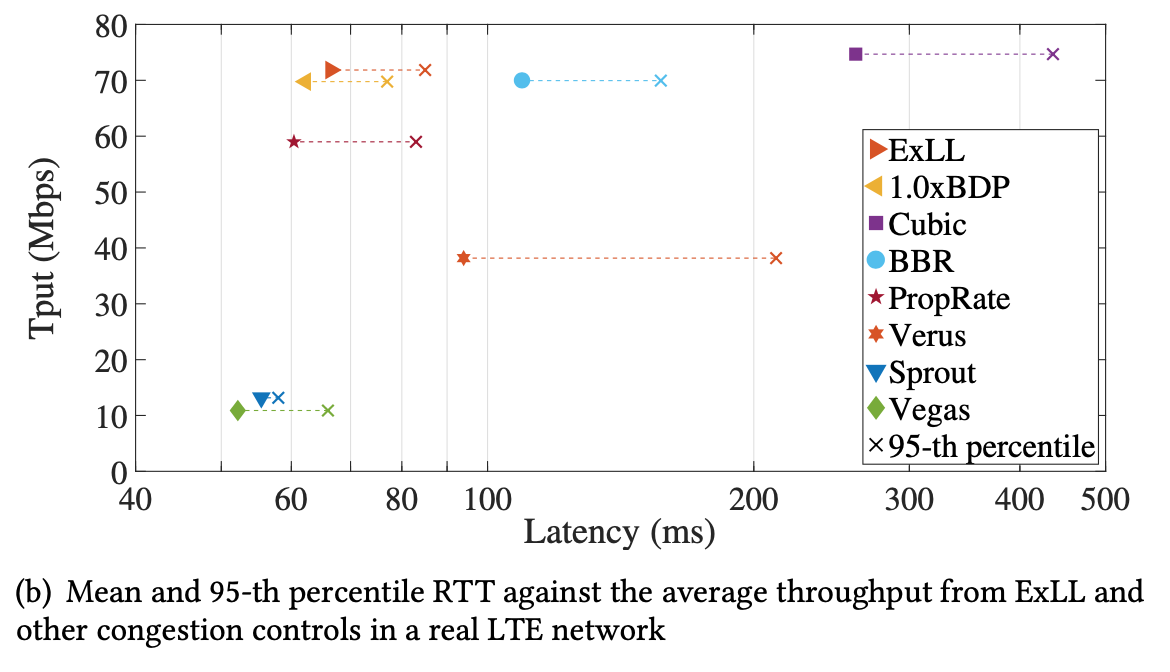 80
70
60
50
40
30
20
10
0
Tput (Mbps)
40 60 80 100 200 300 400 500
Latency (ms)
ExLL
1.0xBDP
Cubic
BBR
PropRate
Verus
Sprout
Vegas
95-th percentile
(b) Mean and 95-th percentile RTT against the average throughput from ExLL and
other congestion controls in a real LTE network